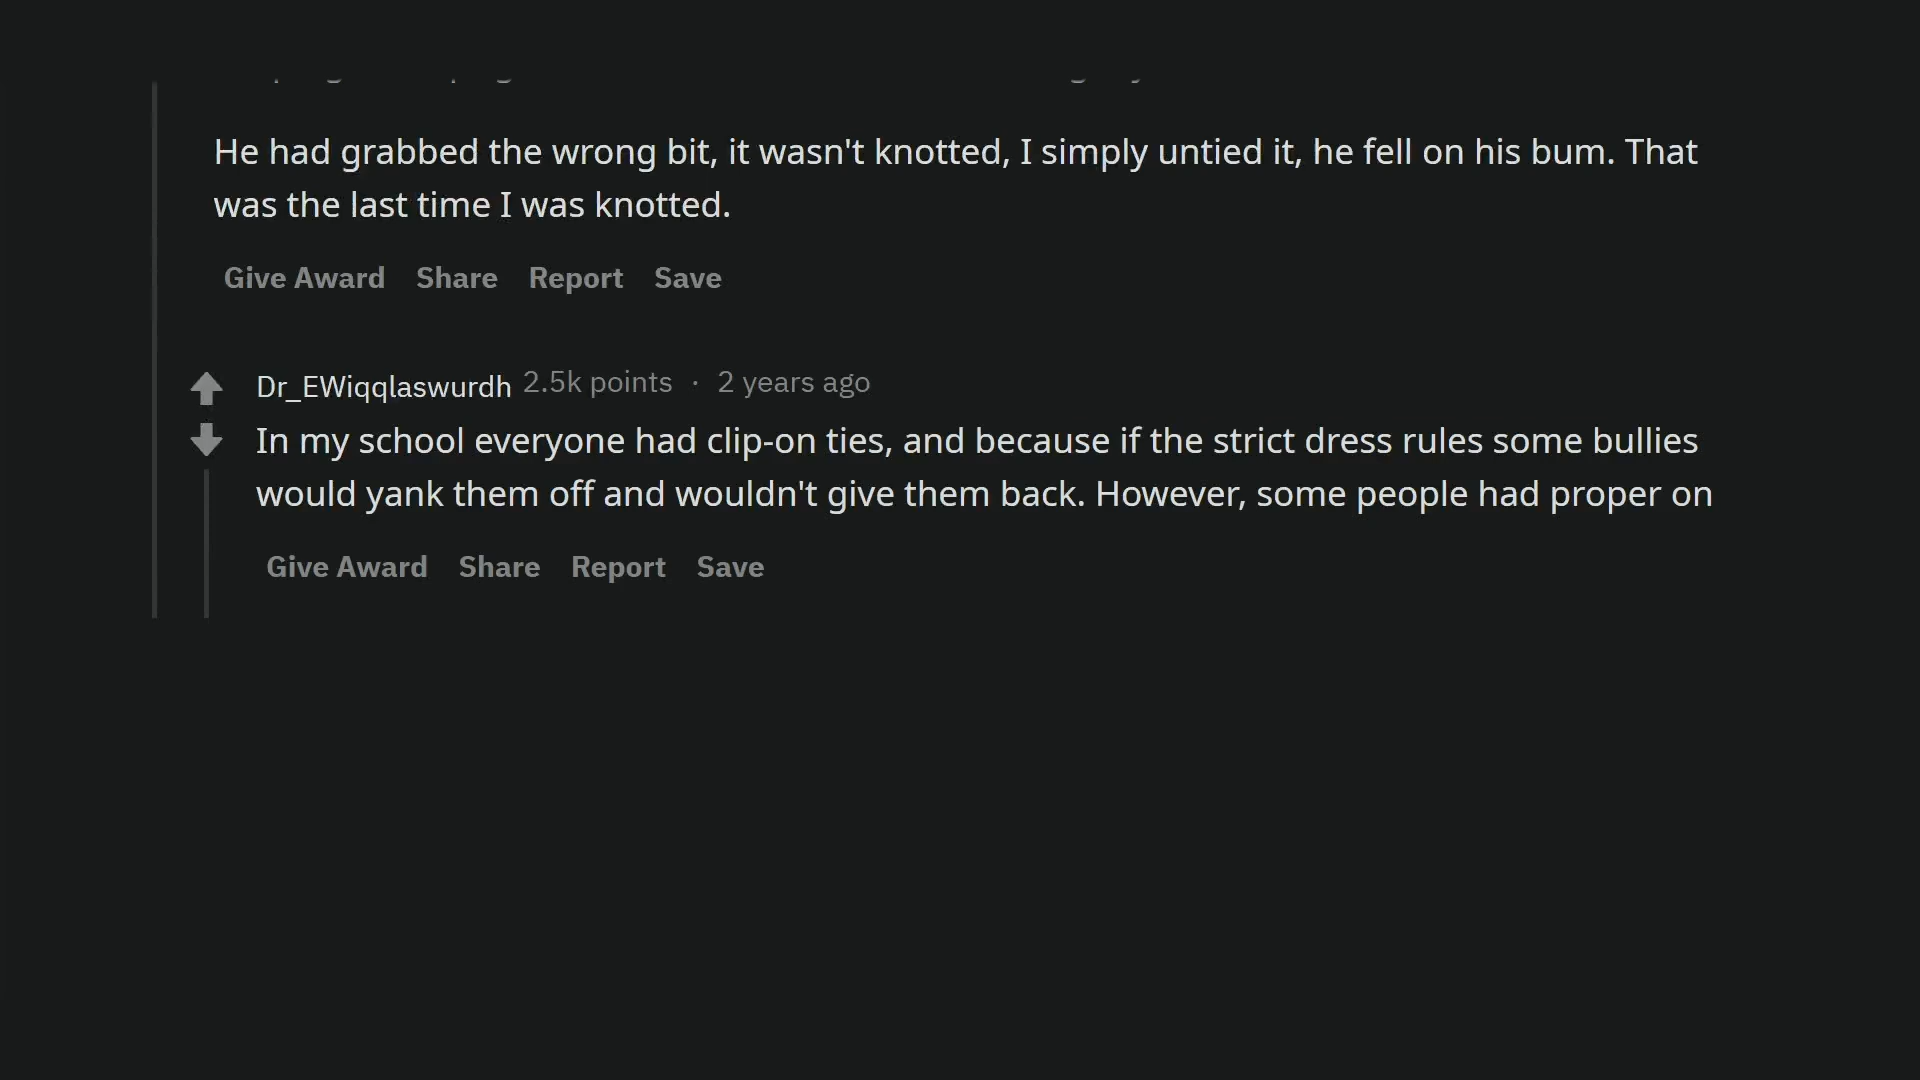 He had grabbed the wrong bit, it wasn't knotted, I simply untied it, he fell on his bum. That
was the last time I was knotted.
Give Award Share Report Save
Dr_EWiqqlaswurdh 2.5k points · 2 years ago
In my school everyone had clip-on ties, and because if the strict dress rules some bullies
would yank them off and wouldn't give them back. However, some people had proper on
Give Award Share Report Save